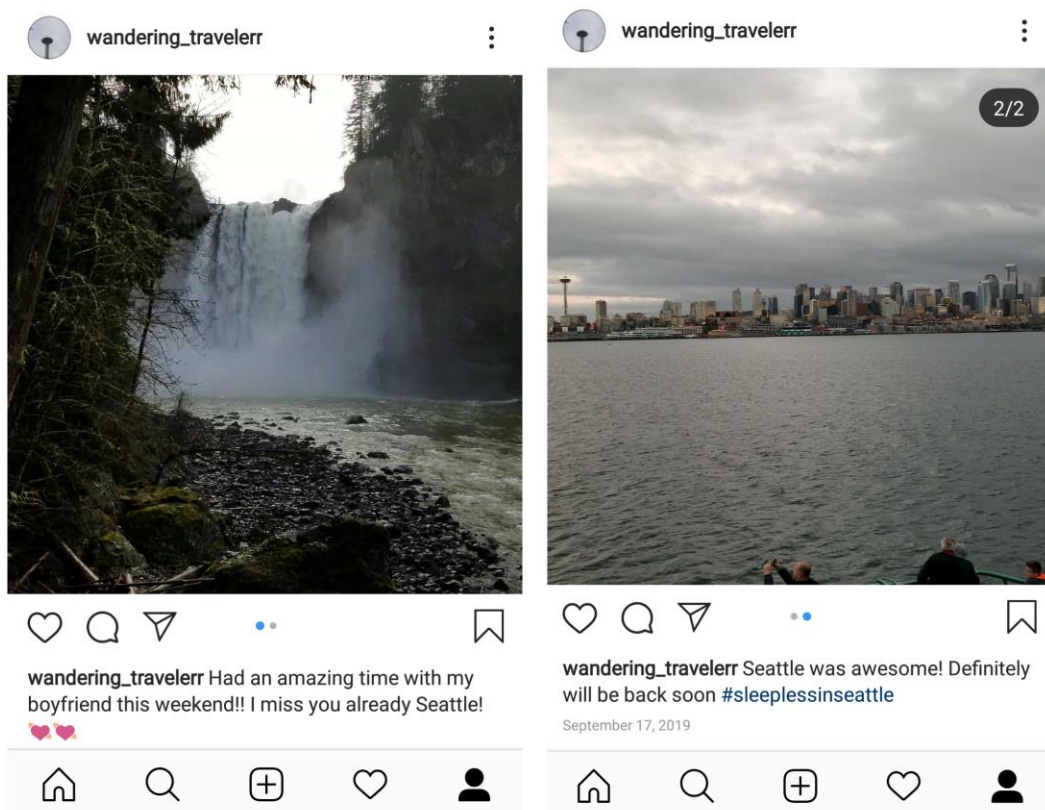 wandering_travelerr
wandering_travelerr Had an amazing time with my
boyfriend this weekend!! I miss you already Seattle!
💘💘
wandering_travelerr
2/2
wandering_travelerr Seattle was awesome! Definitely
will be back soon #sleeplessinseattle
September 17, 2019